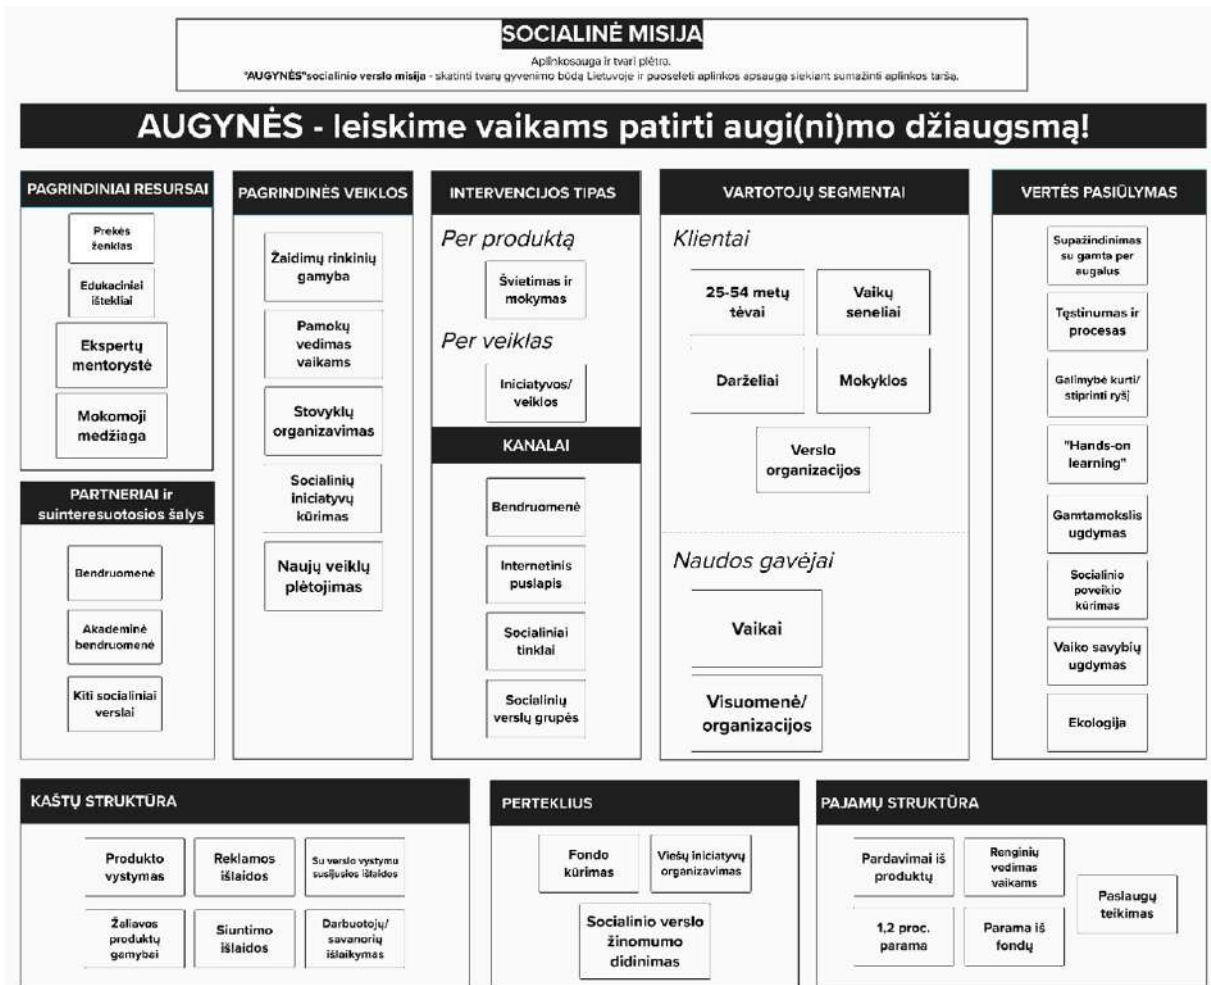 SOCIALINĖ MISIJA
Aplinkosauga ir tvari plėtra.
"AUGYNĖS"socialinio verslo misija - skatinti tvarų gyvenimo būdą Lietuvoje ir puoselėti aplinkos apsaugą siekiant sumažinti aplinkos taršą.
AUGYNĖS - leiskime vaikams patirti augi(ni)mo džiaugsmą!
PAGRINDINIAI RESURSAI
Prekės
ženklas
Edukaciniai
ištekliai
Ekspertų
mentorystė
Mokomoji
medžiaga
PARTNERIAI ir
suinteresuotosios šalys
Bendruomenė
Akademinė
bendruomenė
Kiti socialiniai
verslai
PAGRINDINĖS VEIKLOS
Žaidimų rinkinių
gamyba
Pamokų
vedimas
vaikams
Stovyklų
organizavimas
Socialinių
iniciatyvų
kūrimas
Naujų veiklų
plėtojimas
INTERVENCIJOS TIPAS
Per produktą
Švietimas ir
mokymas
Per veiklas
Iniciatyvos/
veiklos
KANALAI
Bendruomenė
Internetinis
puslapis
Socialiniai
tinklai
Socialinių
verslų grupės
VARTOTOJŲ SEGMENTAI
Klientai
25-54 metų
tėvai
Vaikų
seneliai
Darželiai
Mokyklos
Verslo
organizacijos
Naudos gavėjai
Vaikai
Visuomenė/
organizacijos
VERTĖS PASIŪLYMAS
Supažindinimas
su gamta per
augalus
Tęstinumas ir
procesas
Galimybė kurti/
stiprinti ryšį
"Hands-on
learning"
Gamtamokslis
ugdymas
Socialinio
poveikio
kūrimas
Vaiko savybių
ugdymas
Ekologija
KAŠTŲ STRUKTŪRA
Produkto
vystymas
Reklamos
išlaidos
Su verslo vystymu
susijusios išlaidos
Žaliavos
produktų
gamybai
Siuntimo
išlaidos
Darbuotojų/
savanorių
išlaikymas
PERTEKLIUS
Fondo
kūrimas
Viešų iniciatyvų
organizavimas
Socialinio verslo
žinomumo
didinimas
PAJAMŲ STRUKTŪRA
Pardavimai iš
produktų
Renginių
vedimas
vaikams
Paslaugų
teikimas
1,2 proc.
parama
Parama iš
fondų